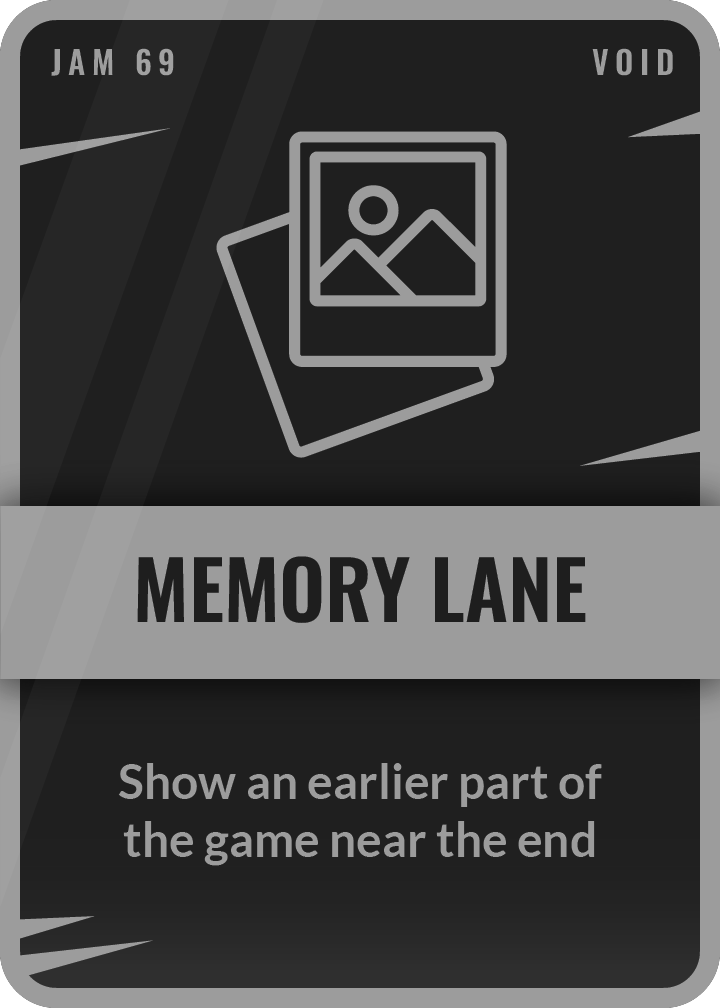 JAM 69
VOID
MEMORY LANE
Show an earlier part of
the game near the end